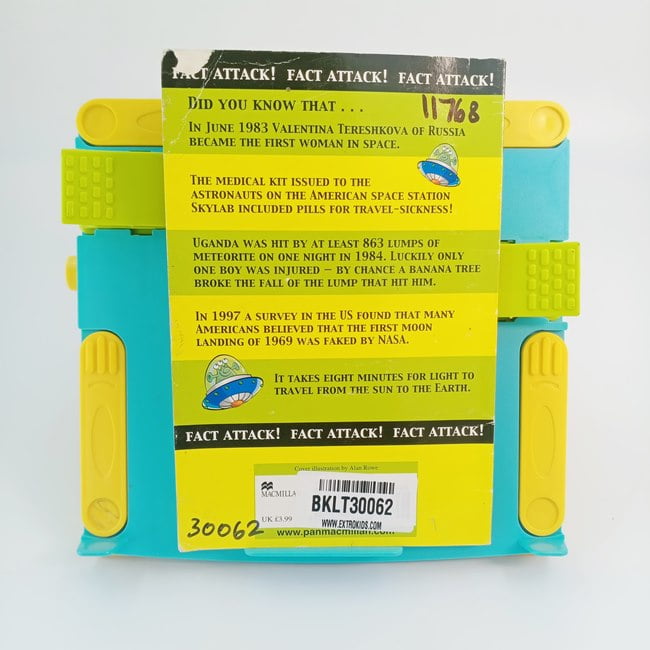 FACT ATTACK! FACT ATTACK! FACT ATTACK!
DID YOU KNOW THAT . . .
11768
IN JUNE 1983 VALENTINA TERESHKOVA OF RUSSIA
BECAME THE FIRST WOMAN IN SPACE.
THE MEDICAL KIT ISSUED TO THE
ASTRONAUTS ON THE AMERICAN SPACE STATION
SKYLAB INCLUDED PILLS FOR TRAVEL-SICKNESS!
UGANDA WAS HIT BY AT LEAST 863 LUMPS OF
METEORITE ON ONE NIGHT IN 1984. LUCKILY ONLY
ONE BOY WAS INJURED – BY CHANCE A BANANA TREE
BROKE THE FALL OF THE LUMP THAT HIT HIM.
IN 1997 A SURVEY IN THE US FOUND THAT MANY
AMERICANS BELIEVED THAT THE FIRST MOON
LANDING OF 1969 WAS FAKED BY NASA.
IT TAKES EIGHT MINUTES FOR LIGHT TO
TRAVEL FROM THE SUN TO THE EARTH.
FACT ATTACK! FACT ATTACK! FACT ATTACK!
Cover illustration by Alan Rowe
MACMILLA
BKLT30062
UK £3.99
WWW.EXTROKIDS.COM
www.panmacmillan.com
30062